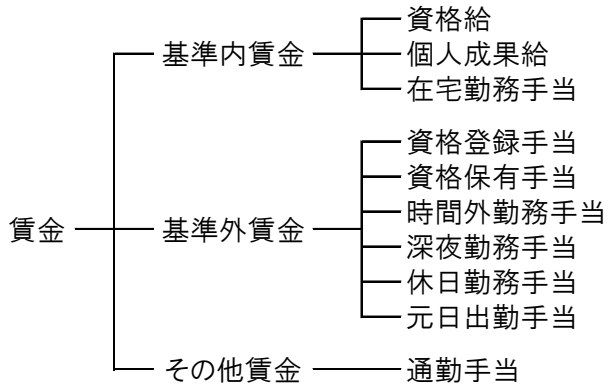 賃金
基準内賃金
資格給
個人成果給
在宅勤務手当
基準外賃金
資格登録手当
資格保有手当
時間外勤務手当
深夜勤務手当
休日勤務手当
元日出勤手当
その他賃金
通勤手当